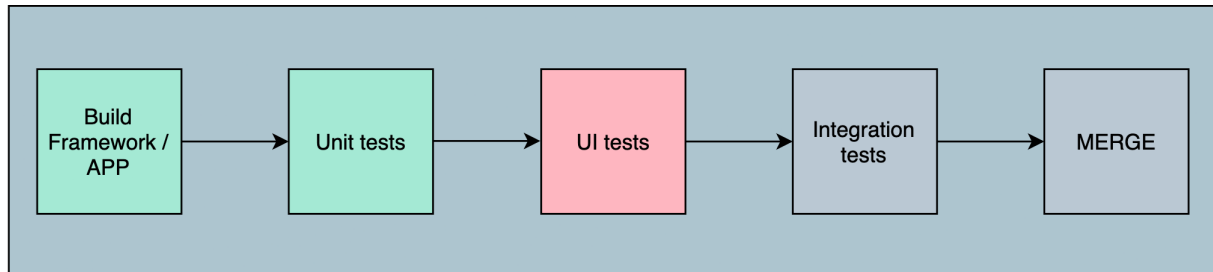 Build
Framework /
APP
Unit tests
UI tests
Integration
tests
MERGE